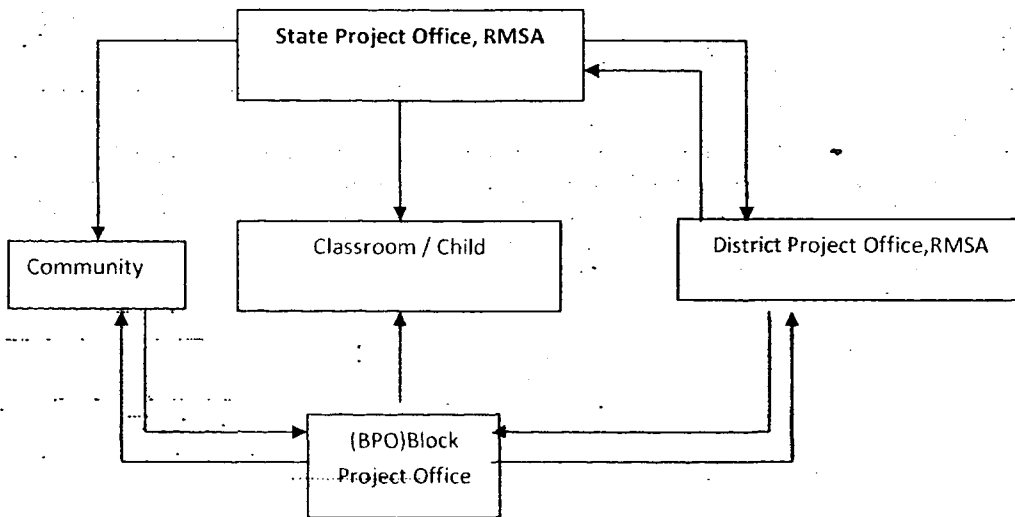 State Project Office, RMSA
Community
Classroom / Child
District Project Office,RMSA
(BPO)Block
Project Office